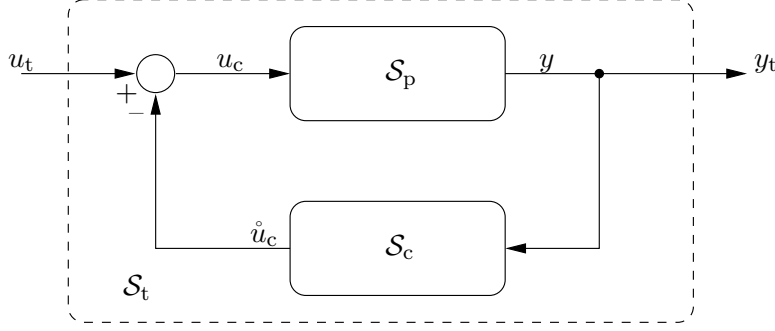 u_t + − u_c 𝒮_p y y_t
ů_c 𝒮_c
𝒮_t